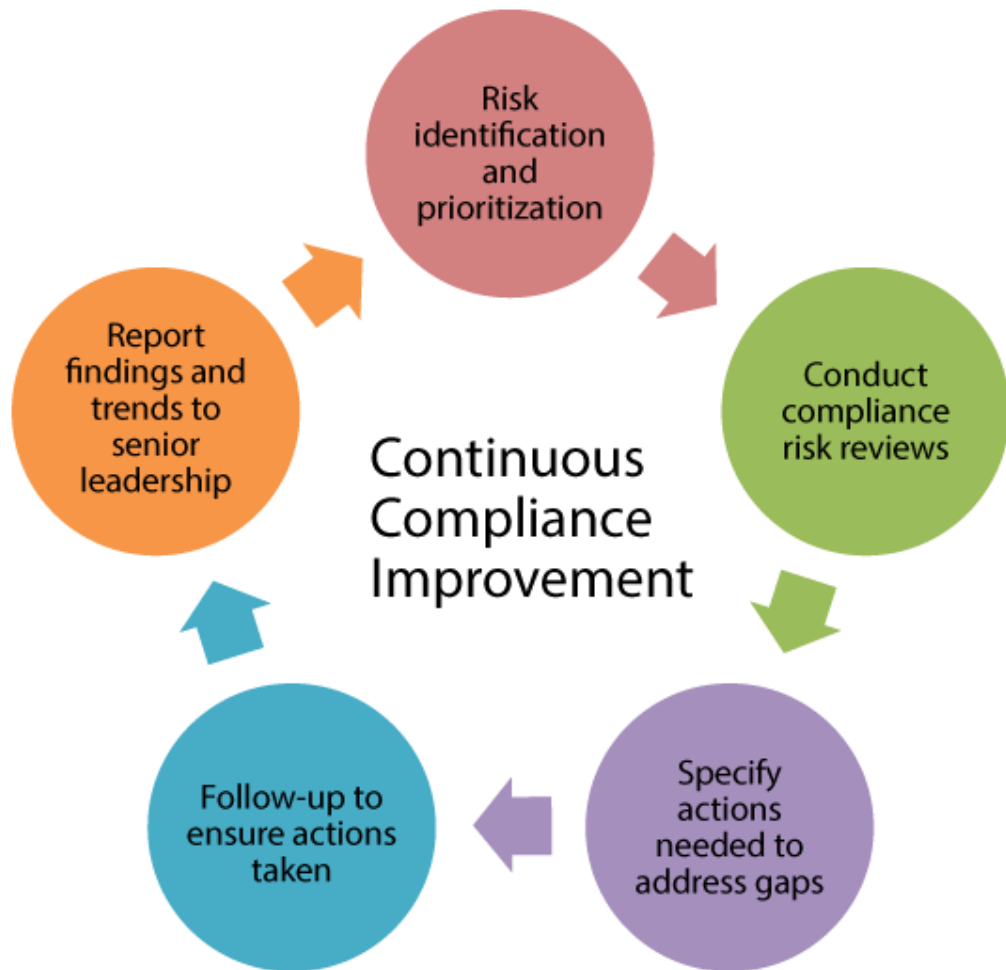 Risk
identification
and
prioritization
Conduct
compliance
risk reviews
Specify
actions
needed to
address gaps
Follow-up to
ensure actions
taken
Report
findings and
trends to
senior
leadership
Continuous
Compliance
Improvement